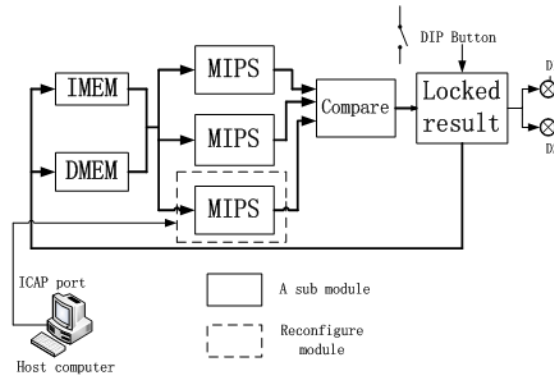 MIPS
DIP Button
IMEM
MIPS
Compare
Locked
result
DMEM
MIPS
ICAP port
A sub module
Reconfigure
module
Host computer